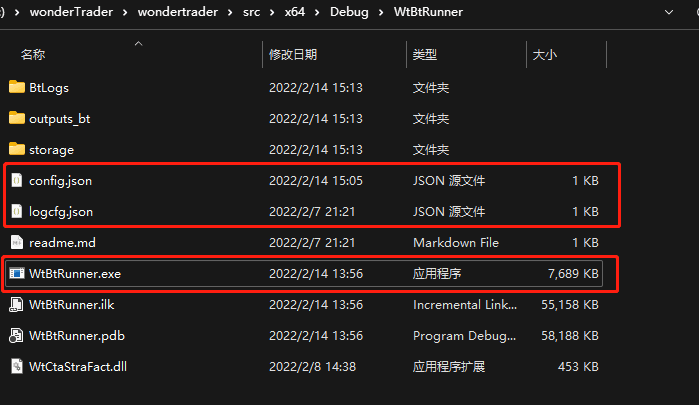 ) › wonderTrader › wondertrader › src › x64 › Debug › WtBtRunner
名称 修改日期 类型 大小
BtLogs 2022/2/14 15:13 文件夹
outputs_bt 2022/2/14 15:13 文件夹
storage 2022/2/14 15:13 文件夹
config.json 2022/2/14 15:05 JSON 源文件 1 KB
logcfg.json 2022/2/7 21:21 JSON 源文件 1 KB
readme.md 2022/2/7 21:21 Markdown File 1 KB
WtBtRunner.exe 2022/2/14 13:56 应用程序 7,689 KB
WtBtRunner.ilk 2022/2/14 13:56 Incremental Link... 55,158 KB
WtBtRunner.pdb 2022/2/14 13:56 Program Debug... 58,188 KB
WtCtaStraFact.dll 2022/2/8 14:38 应用程序扩展 453 KB